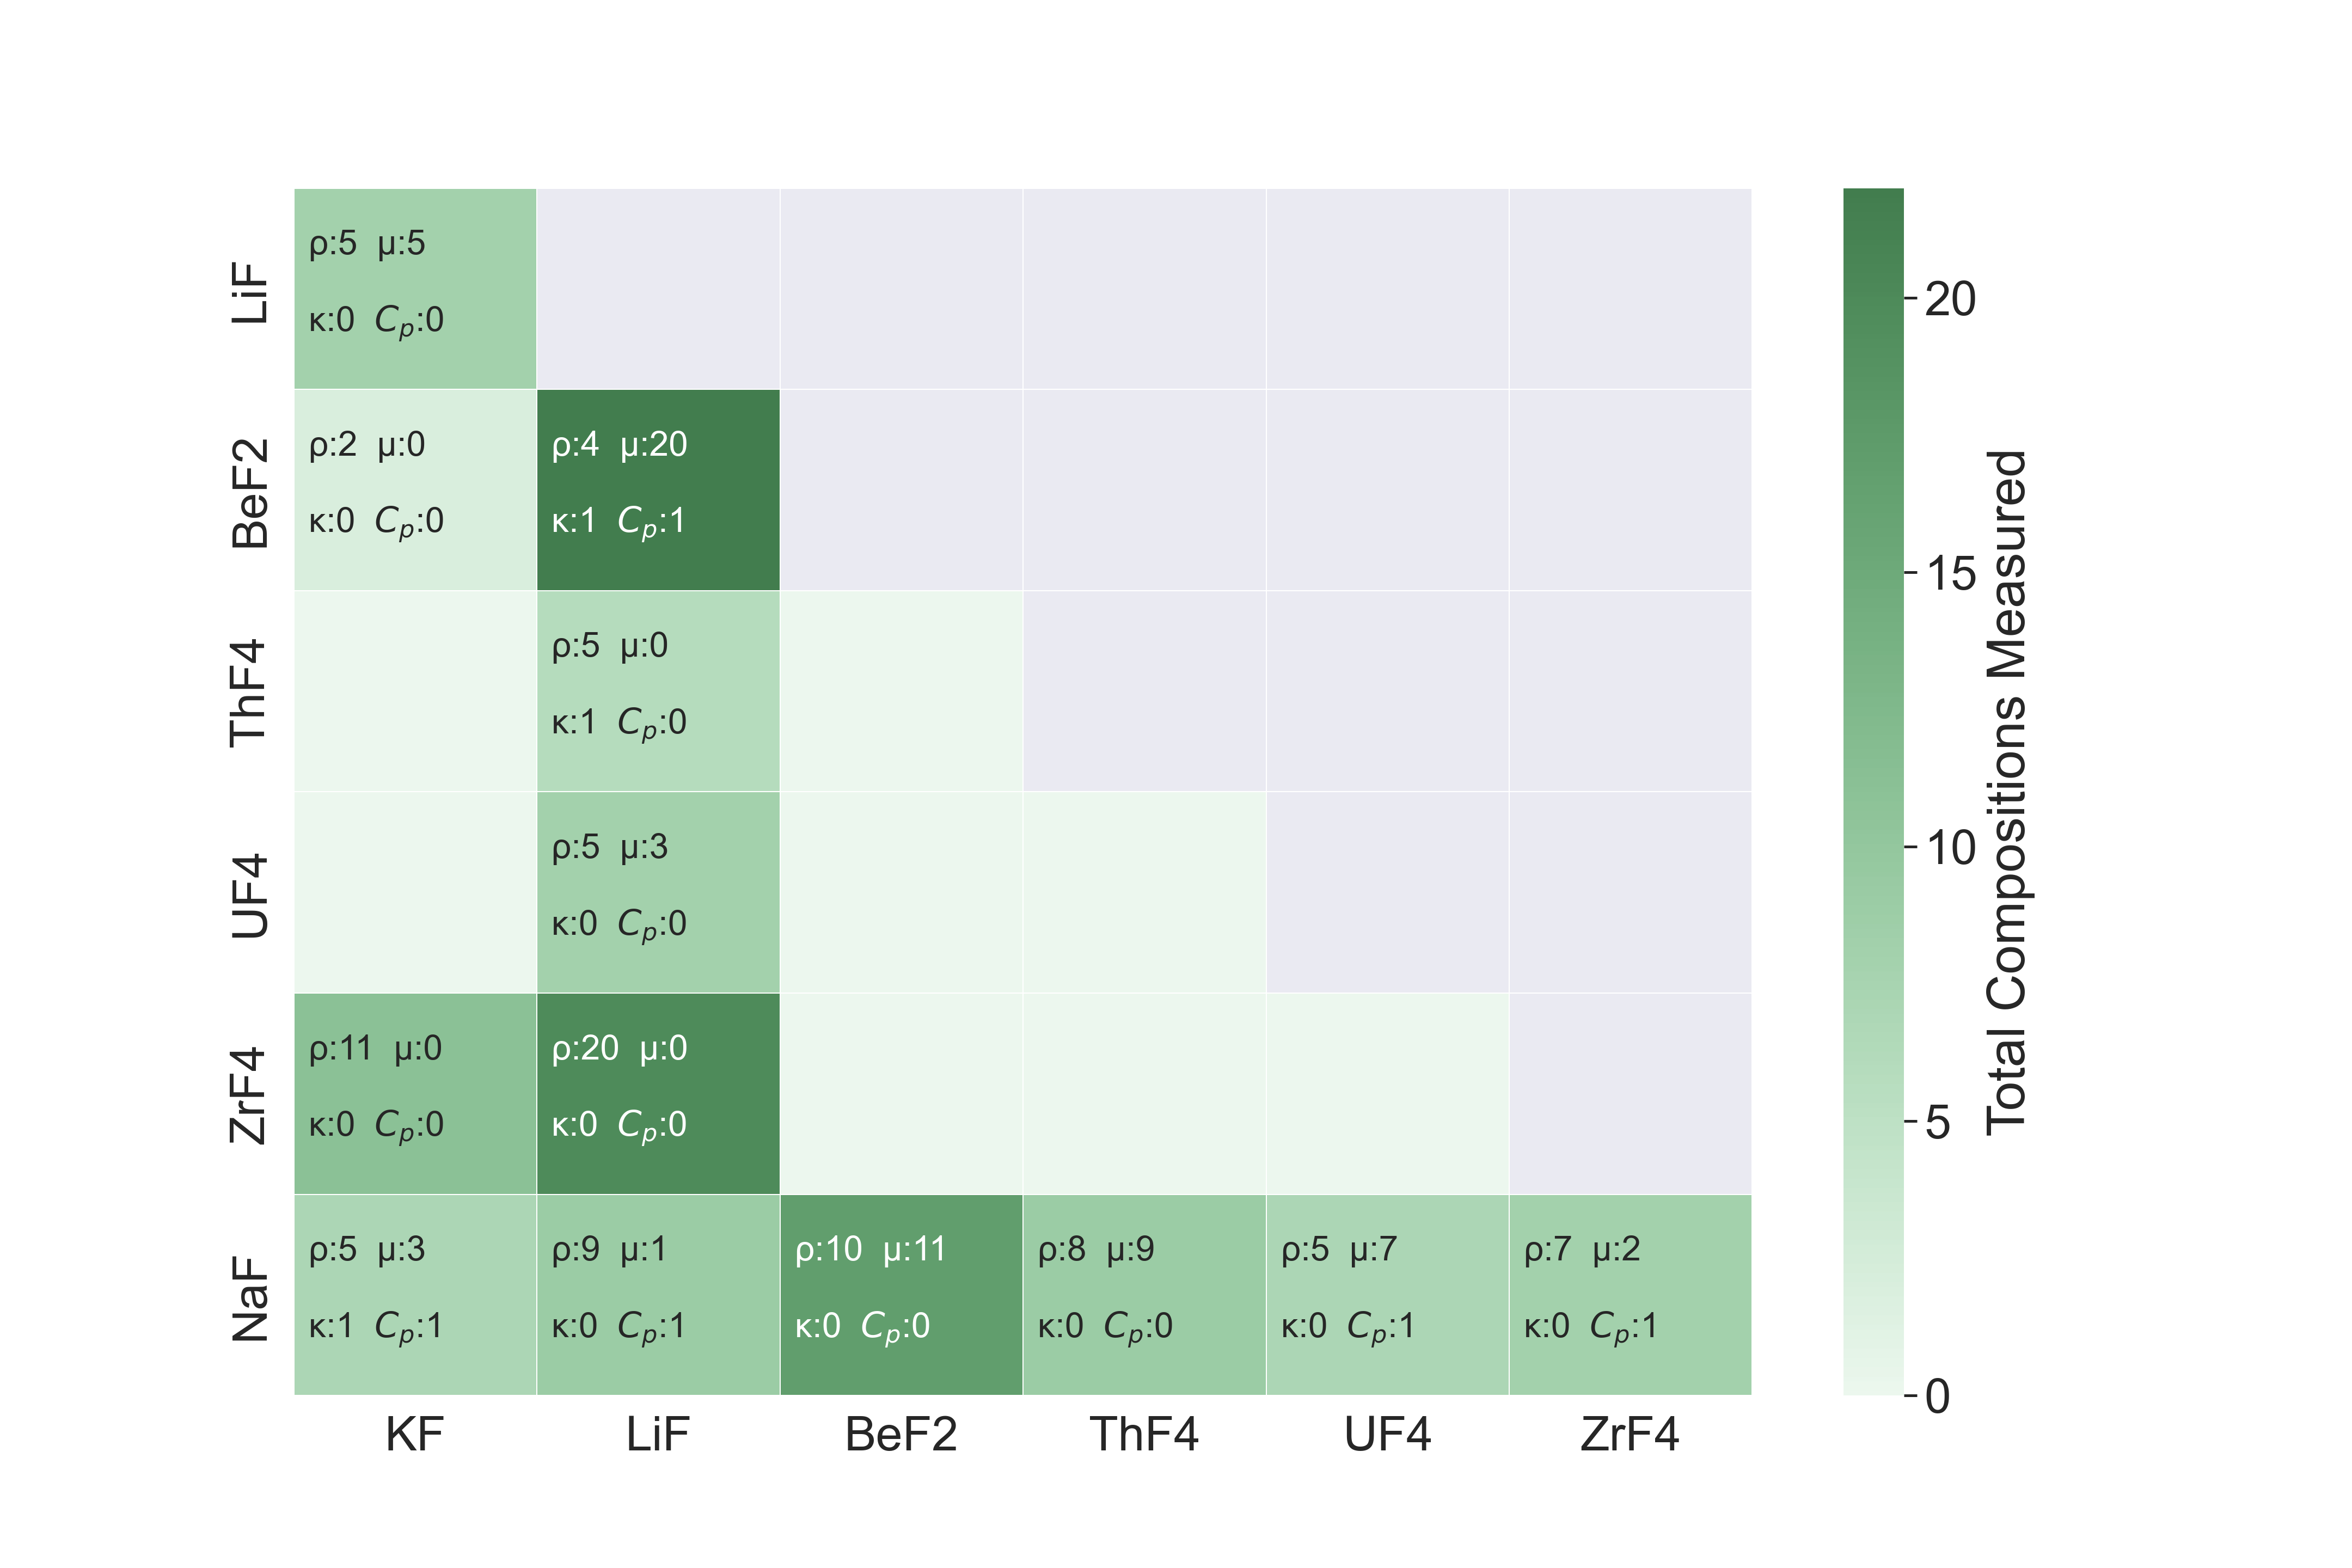 LiF
ρ:5 μ:5
κ:0 Cp:0
BeF2
ρ:2 μ:0
κ:0 Cp:0
ρ:4 μ:20
κ:1 Cp:1
ThF4
ρ:5 μ:0
κ:1 Cp:0
UF4
ρ:5 μ:3
κ:0 Cp:0
ZrF4
ρ:11 μ:0
κ:0 Cp:0
ρ:20 μ:0
κ:0 Cp:0
NaF
ρ:5 μ:3
κ:1 Cp:1
ρ:9 μ:1
κ:0 Cp:1
ρ:10 μ:11
κ:0 Cp:0
ρ:8 μ:9
κ:0 Cp:0
ρ:5 μ:7
κ:0 Cp:1
ρ:7 μ:2
κ:0 Cp:1
KF
LiF
BeF2
ThF4
UF4
ZrF4
20
15
10
5
0
Total Compositions Measured